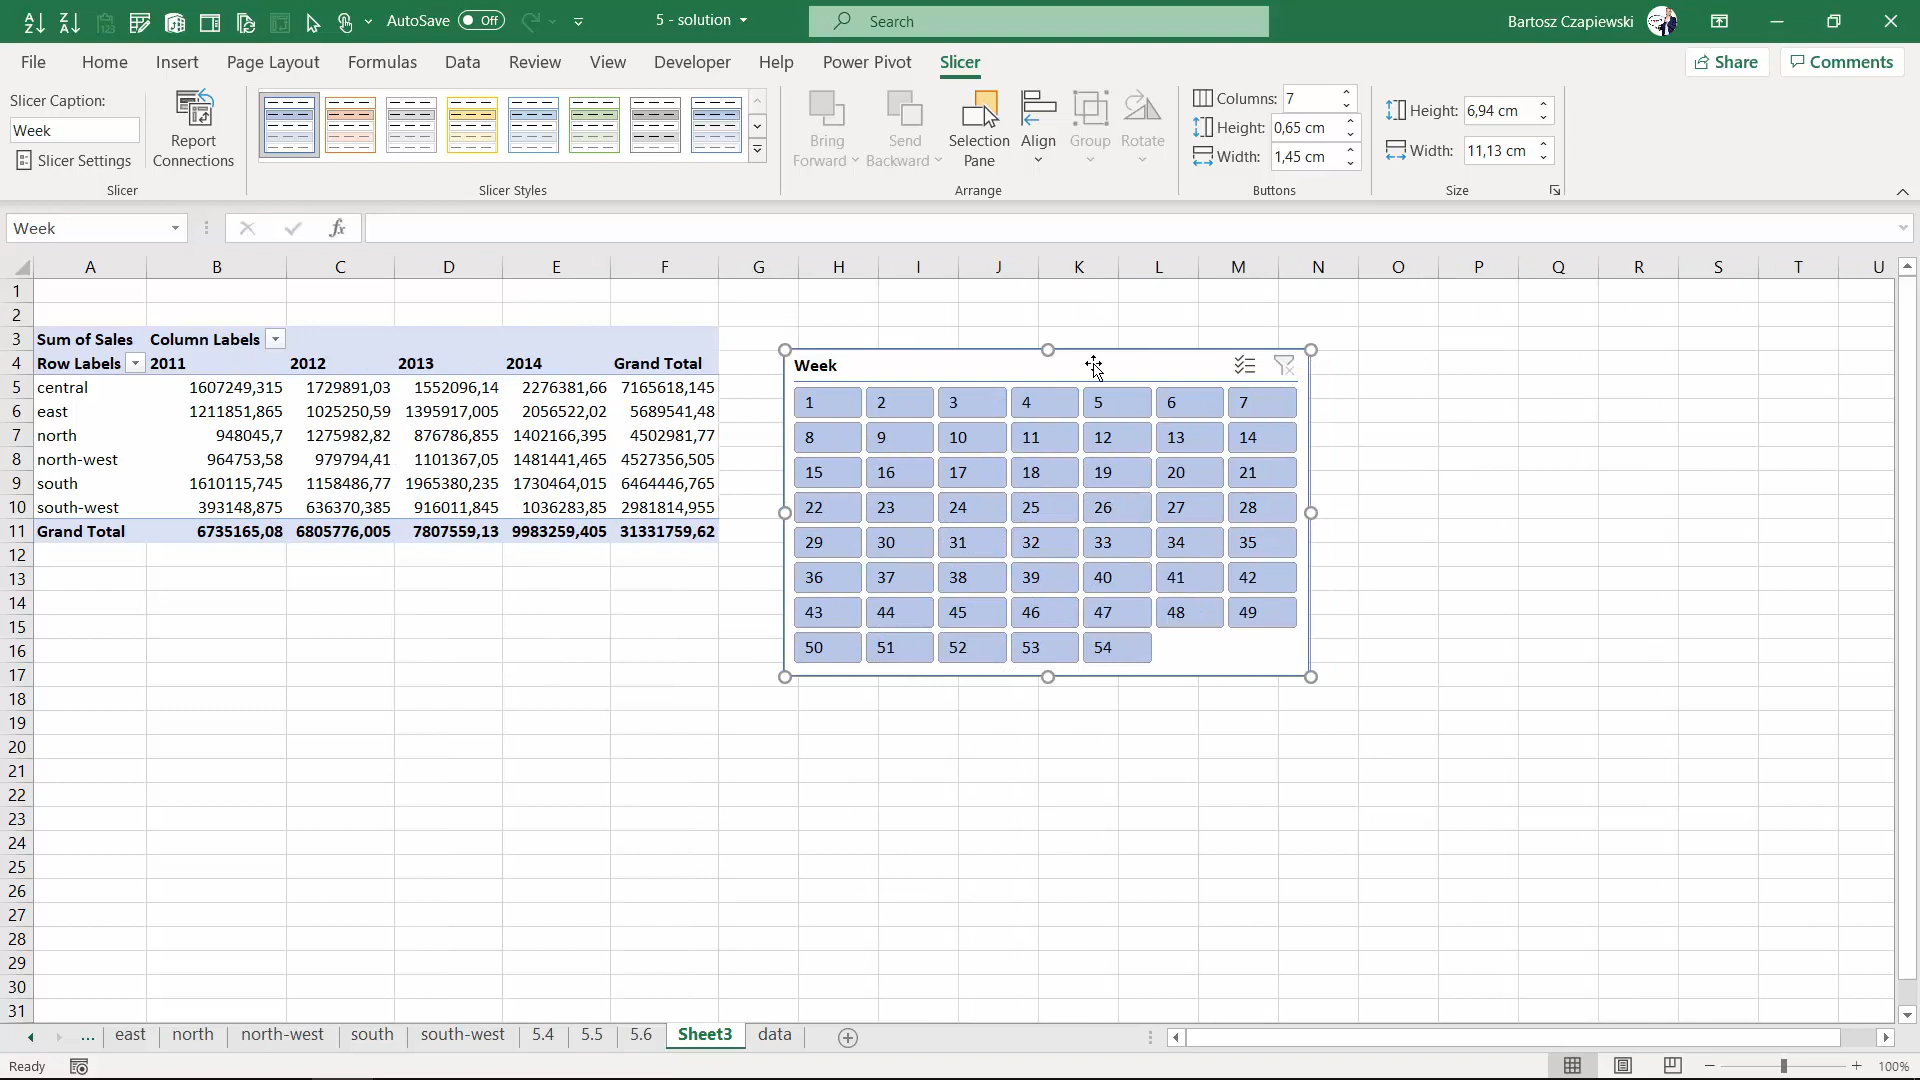 AutoSave Off 5 - solution Search Bartosz Czapiewski
File Home Insert Page Layout Formulas Data Review View Developer Help Power Pivot Slicer Share Comments
Slicer Caption:
Week
Slicer Settings
Report
Connections
Slicer
Slicer Styles
Bring
Forward
Send
Backward
Selection
Pane
Align
Group
Rotate
Arrange
Columns: 7
Height: 0,65 cm
Width: 1,45 cm
Buttons
Height: 6,94 cm
Width: 11,13 cm
Size
Week fx
A B C D E F G H I J K L M N O P Q R S T U
1
2
3 Sum of Sales Column Labels
4 Row Labels 2011 2012 2013 2014 Grand Total
5 central 1607249,315 1729891,03 1552096,14 2276381,66 7165618,145
6 east 1211851,865 1025250,59 1395917,005 2056522,02 5689541,48
7 north 948045,7 1275982,82 876786,855 1402166,395 4502981,77
8 north-west 964753,58 979794,41 1101367,05 1481441,465 4527356,505
9 south 1610115,745 1158486,77 1965380,235 1730464,015 6464446,765
10 south-west 393148,875 636370,385 916011,845 1036283,85 2981814,955
11 Grand Total 6735165,08 6805776,005 7807559,13 9983259,405 31331759,62
12
13
14
15
16
17
18
19
20
21
22
23
24
25
26
27
28
29
30
31
Week
1 2 3 4 5 6 7
8 9 10 11 12 13 14
15 16 17 18 19 20 21
22 23 24 25 26 27 28
29 30 31 32 33 34 35
36 37 38 39 40 41 42
43 44 45 46 47 48 49
50 51 52 53 54
... east north north-west south south-west 5.4 5.5 5.6 Sheet3 data
Ready 100%